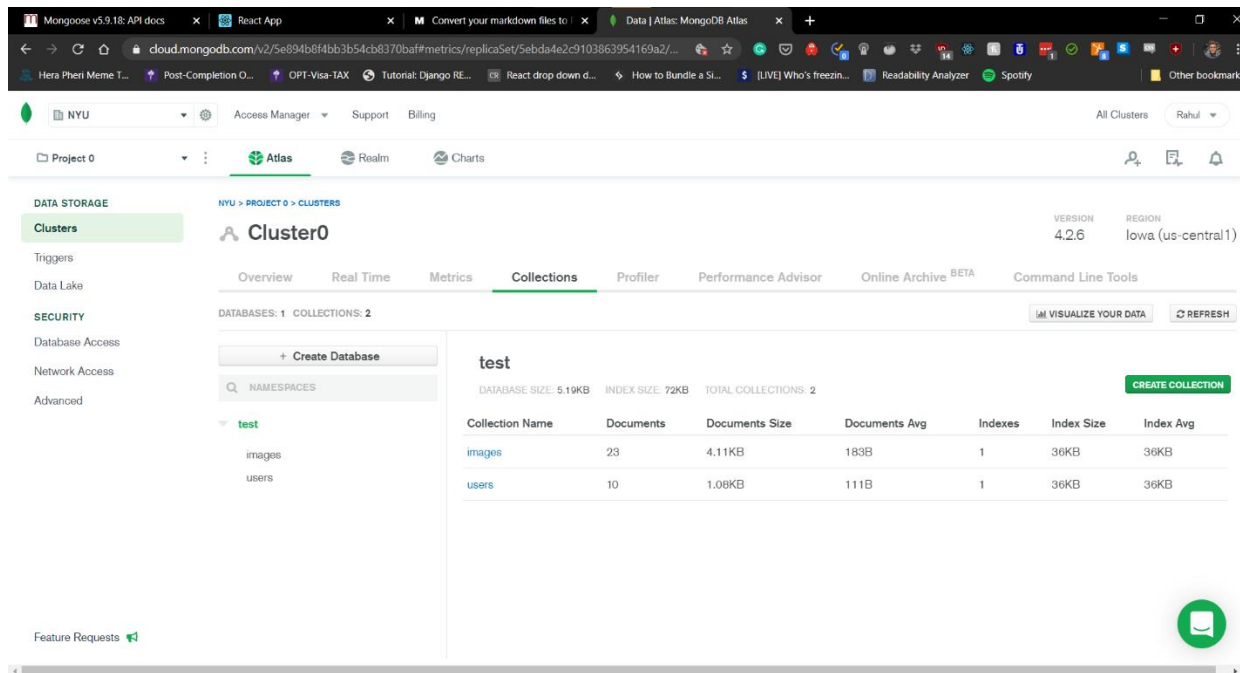 Mongoose v5.9.18: API docs
React App
Convert your markdown files to
Data | Atlas: MongoDB Atlas
cloud.mongodb.com/v2/5e894b8f4bb3b54cb8370baf#metrics/replicaSet/5ebda4e2c9103863954169a2/...
Hera Pheri Meme T... Post-Completion O... OPT-Visa-TAX Tutorial: Django RE... React drop down d... How to Bundle a Si... [LIVE] Who's freezin... Readability Analyzer Spotify Other bookmark
NYU Access Manager Support Billing All Clusters Rahul
Project 0 Atlas Realm Charts
DATA STORAGE
Clusters
Triggers
Data Lake
SECURITY
Database Access
Network Access
Advanced
Feature Requests
NYU > PROJECT 0 > CLUSTERS
Cluster0
VERSION
4.2.6
REGION
Iowa (us-central1)
Overview Real Time Metrics Collections Profiler Performance Advisor Online Archive BETA Command Line Tools
DATABASES: 1 COLLECTIONS: 2 VISUALIZE YOUR DATA REFRESH
+ Create Database
NAMESPACES
test
images
users
test
DATABASE SIZE: 5.19KB INDEX SIZE: 72KB TOTAL COLLECTIONS: 2
CREATE COLLECTION
Collection Name Documents Documents Size Documents Avg Indexes Index Size Index Avg
images 23 4.11KB 183B 1 36KB 36KB
users 10 1.08KB 111B 1 36KB 36KB